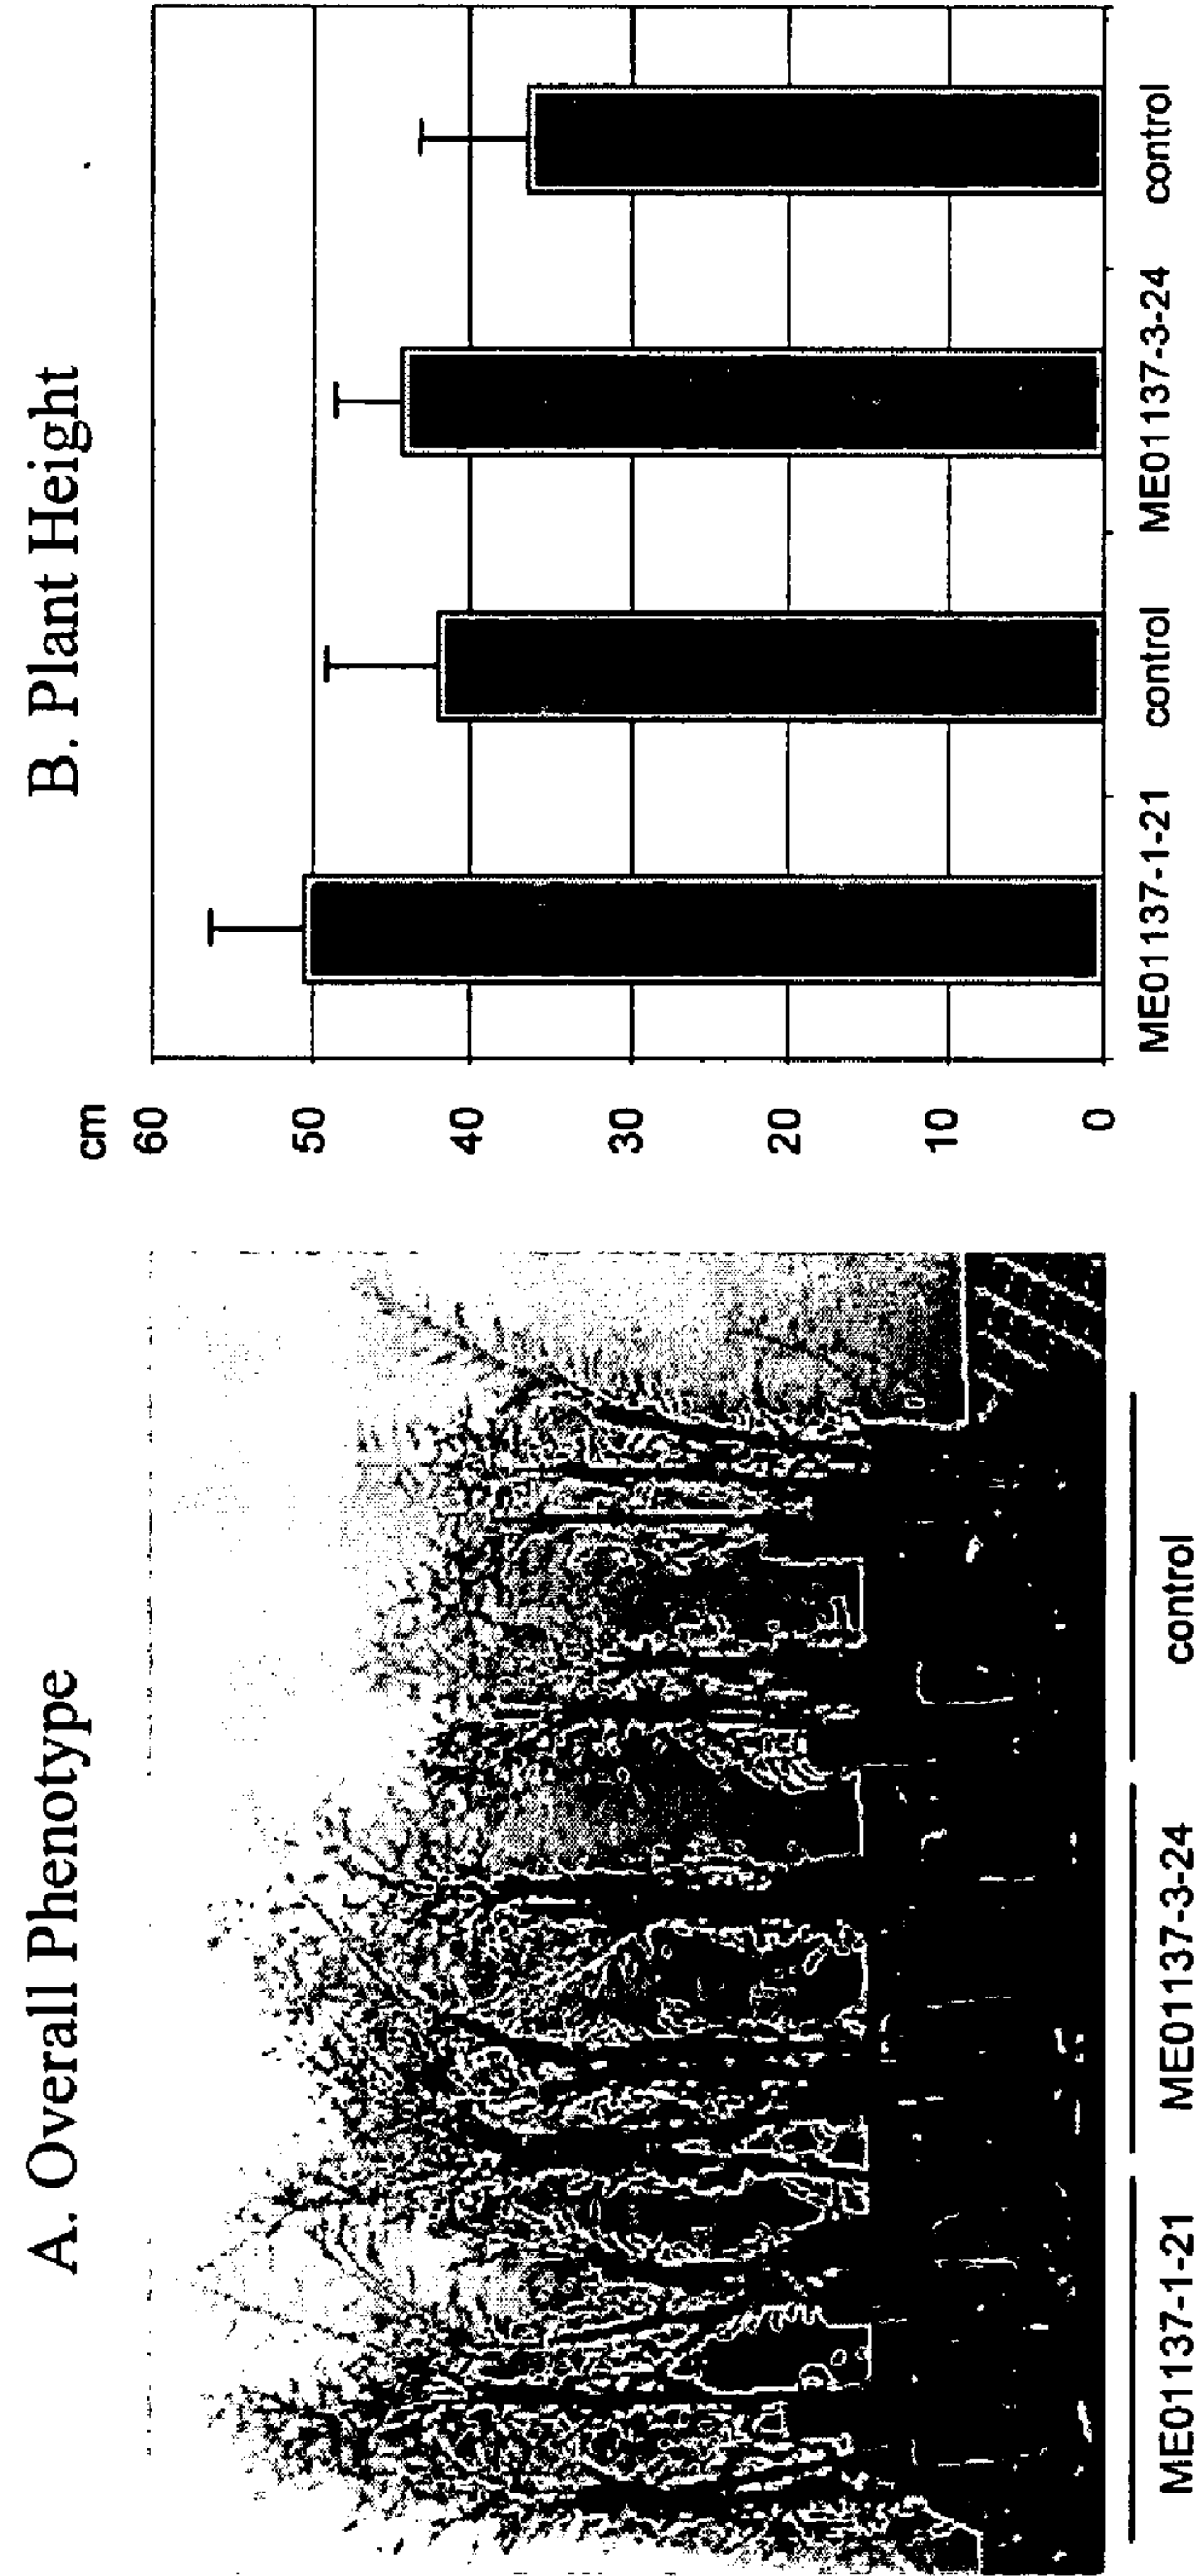 A. Overall Phenotype
ME01137-1-21 ME01137-3-24 control
B. Plant Height
cm
60
50
40
30
20
10
0
ME01137-1-21 control ME01137-3-24 control